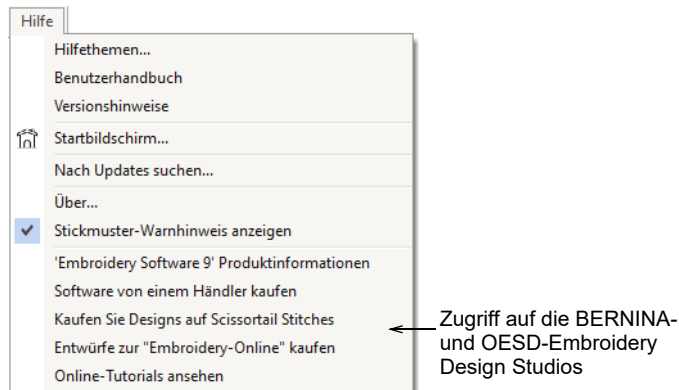 Hilfe
Hilfethemen...
Benutzerhandbuch
Versionshinweise
Startbildschirm...
Nach Updates suchen...
Über...
Stickmuster-Warnhinweis anzeigen
'Embroidery Software 9' Produktinformationen
Software von einem Händler kaufen
Kaufen Sie Designs auf Scissortail Stitches
Entwürfe zur "Embroidery-Online" kaufen
Online-Tutorials ansehen
Zugriff auf die BERNINA-
und OESD-Embroidery
Design Studios